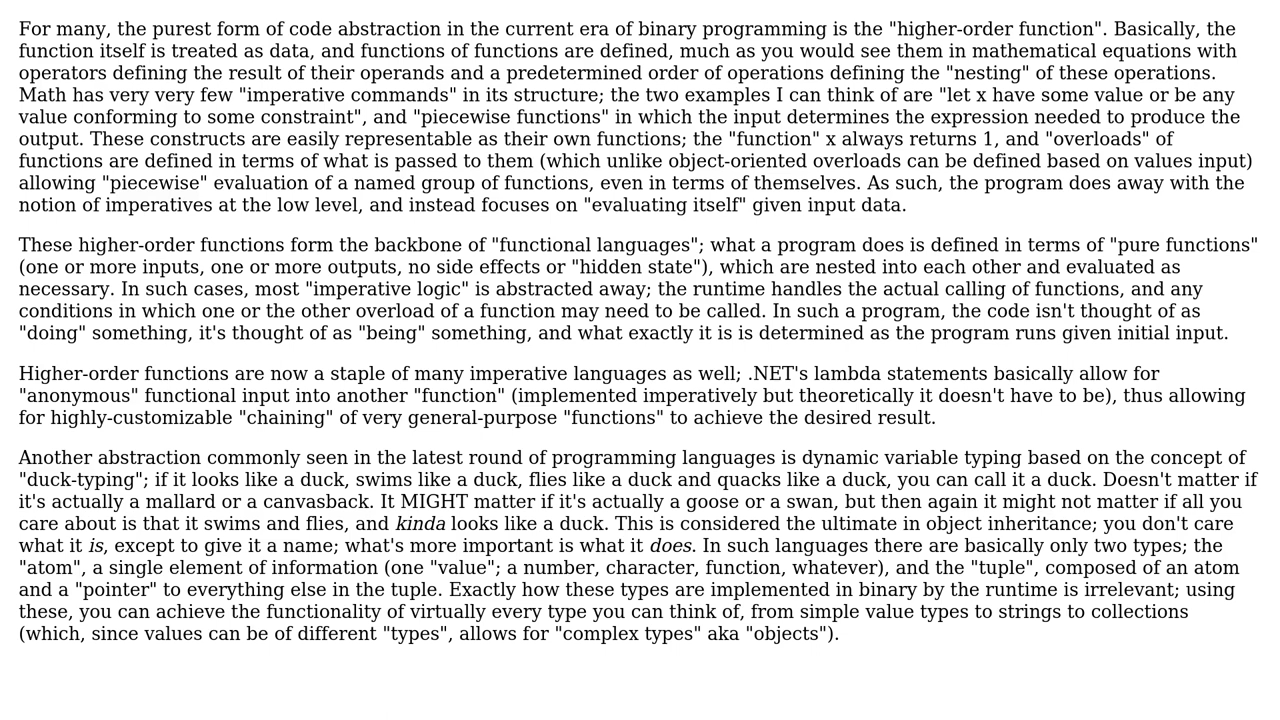 For many, the purest form of code abstraction in the current era of binary programming is the "higher-order function". Basically, the
function itself is treated as data, and functions of functions are defined, much as you would see them in mathematical equations with
operators defining the result of their operands and a predetermined order of operations defining the "nesting" of these operations.
Math has very very few "imperative commands" in its structure; the two examples I can think of are "let x have some value or be any
value conforming to some constraint", and "piecewise functions" in which the input determines the expression needed to produce the
output. These constructs are easily representable as their own functions; the "function" x always returns 1, and "overloads" of
functions are defined in terms of what is passed to them (which unlike object-oriented overloads can be defined based on values input)
allowing "piecewise" evaluation of a named group of functions, even in terms of themselves. As such, the program does away with the
notion of imperatives at the low level, and instead focuses on "evaluating itself" given input data.
These higher-order functions form the backbone of "functional languages"; what a program does is defined in terms of "pure functions"
(one or more inputs, one or more outputs, no side effects or "hidden state"), which are nested into each other and evaluated as
necessary. In such cases, most "imperative logic" is abstracted away; the runtime handles the actual calling of functions, and any
conditions in which one or the other overload of a function may need to be called. In such a program, the code isn't thought of as
"doing" something, it's thought of as "being" something, and what exactly it is is determined as the program runs given initial input.
Higher-order functions are now a staple of many imperative languages as well; .NET's lambda statements basically allow for
"anonymous" functional input into another "function" (implemented imperatively but theoretically it doesn't have to be), thus allowing
for highly-customizable "chaining" of very general-purpose "functions" to achieve the desired result.
Another abstraction commonly seen in the latest round of programming languages is dynamic variable typing based on the concept of
"duck-typing"; if it looks like a duck, swims like a duck, flies like a duck and quacks like a duck, you can call it a duck. Doesn't matter if
it's actually a mallard or a canvasback. It MIGHT matter if it's actually a goose or a swan, but then again it might not matter if all you
care about is that it swims and flies, and kinda looks like a duck. This is considered the ultimate in object inheritance; you don't care
what it is, except to give it a name; what's more important is what it does. In such languages there are basically only two types; the
"atom", a single element of information (one "value"; a number, character, function, whatever), and the "tuple", composed of an atom
and a "pointer" to everything else in the tuple. Exactly how these types are implemented in binary by the runtime is irrelevant; using
these, you can achieve the functionality of virtually every type you can think of, from simple value types to strings to collections
(which, since values can be of different "types", allows for "complex types" aka "objects").